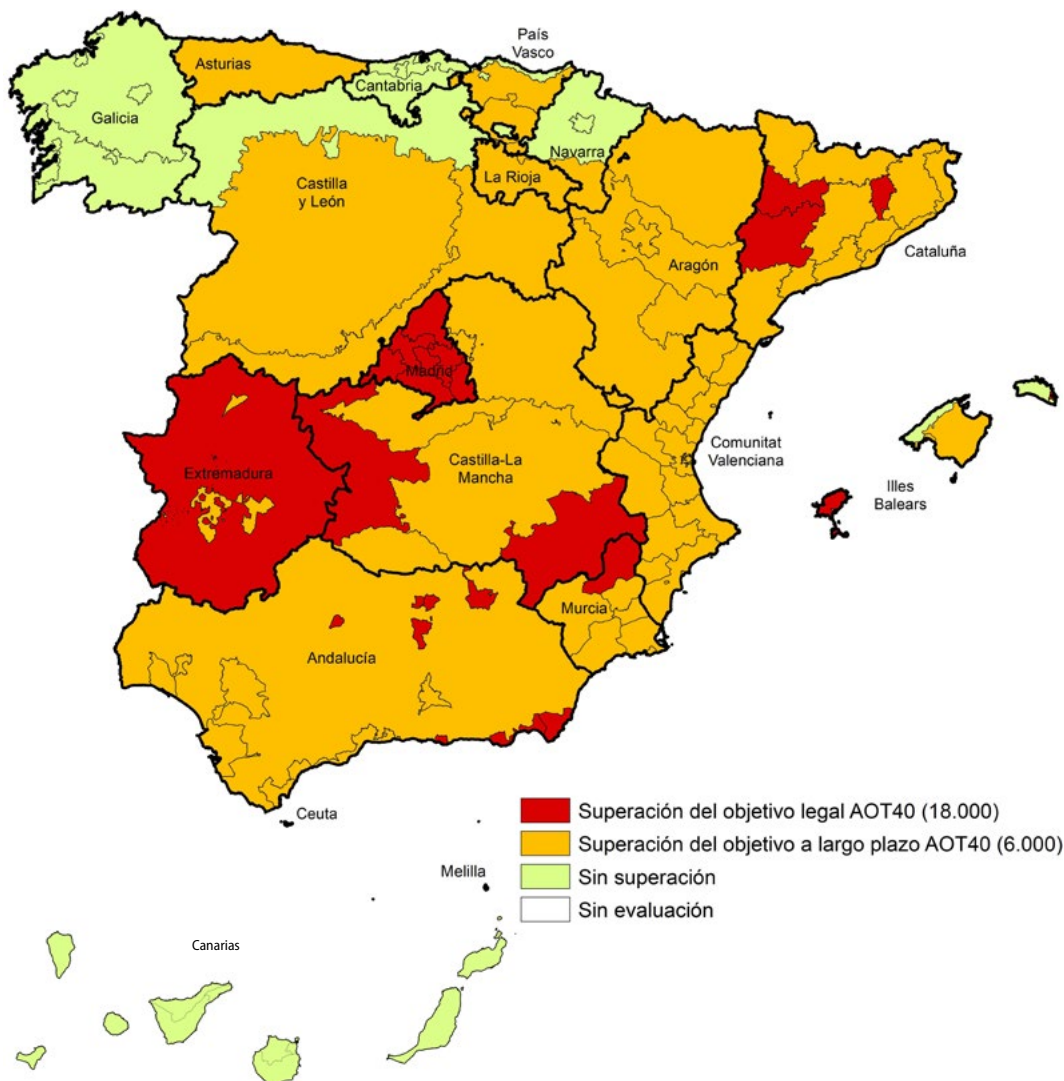 País
Vasco
Asturias
Cantabria
Galicia
Navarra
Castilla
y León
La Rioja
Cataluña
Aragón
Madrid
Comunitat
Valenciana
Castilla-La
Mancha
Extremadura
Illes
Balears
Murcia
Andalucía
Ceuta
Superación del objetivo legal AOT40 (18.000)
Superación del objetivo a largo plazo AOT40 (6.000)
Melilla
Sin superación
Sin evaluación
Canarias